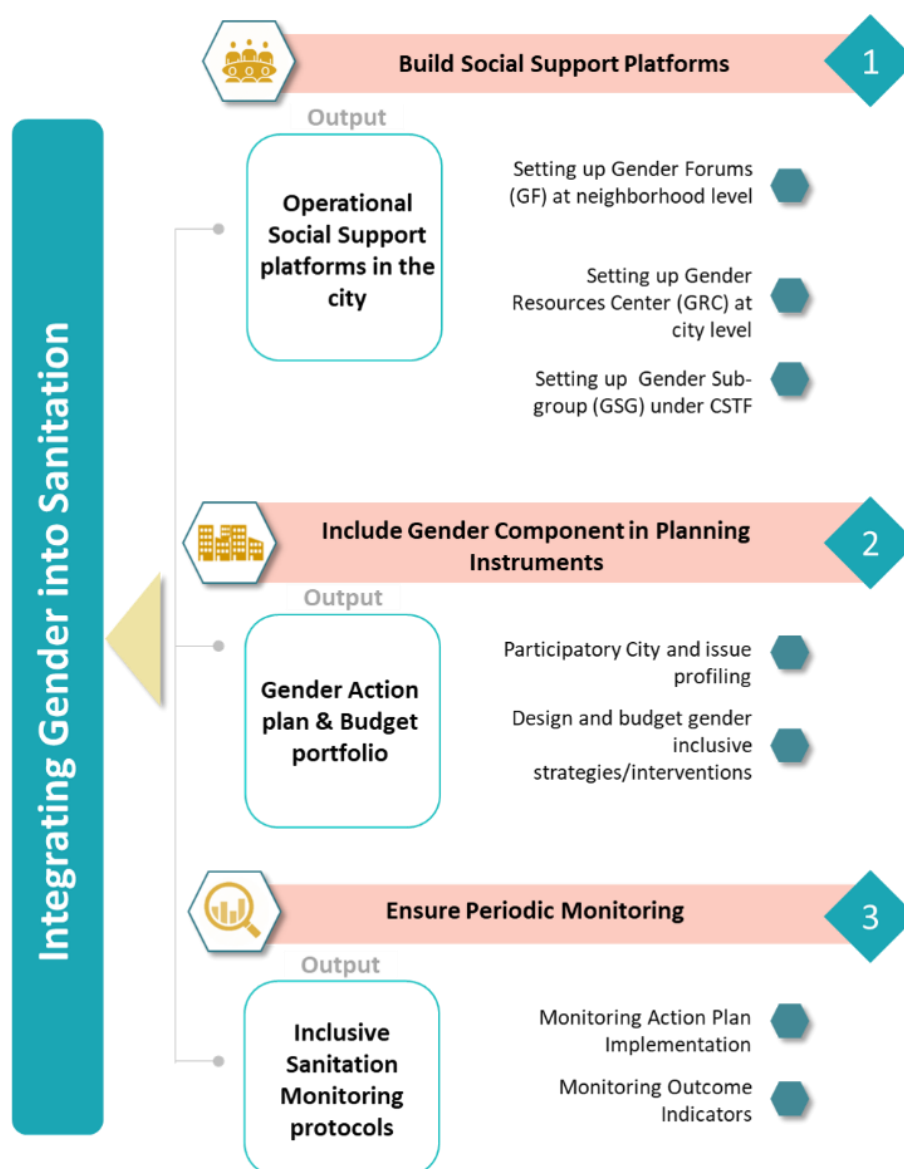 Integrating Gender into Sanitation
Build Social Support Platforms
1
Output
Operational
Social Support
platforms in the
city
Setting up Gender Forums
(GF) at neighborhood level
Setting up Gender
Resources Center (GRC) at
city level
Setting up Gender Sub-
group (GSG) under CSTF
Include Gender Component in Planning
Instruments
2
Output
Gender Action
plan & Budget
portfolio
Participatory City and issue
profiling
Design and budget gender
inclusive
strategies/interventions
Ensure Periodic Monitoring
3
Output
Inclusive
Sanitation
Monitoring
protocols
Monitoring Action Plan
Implementation
Monitoring Outcome
Indicators